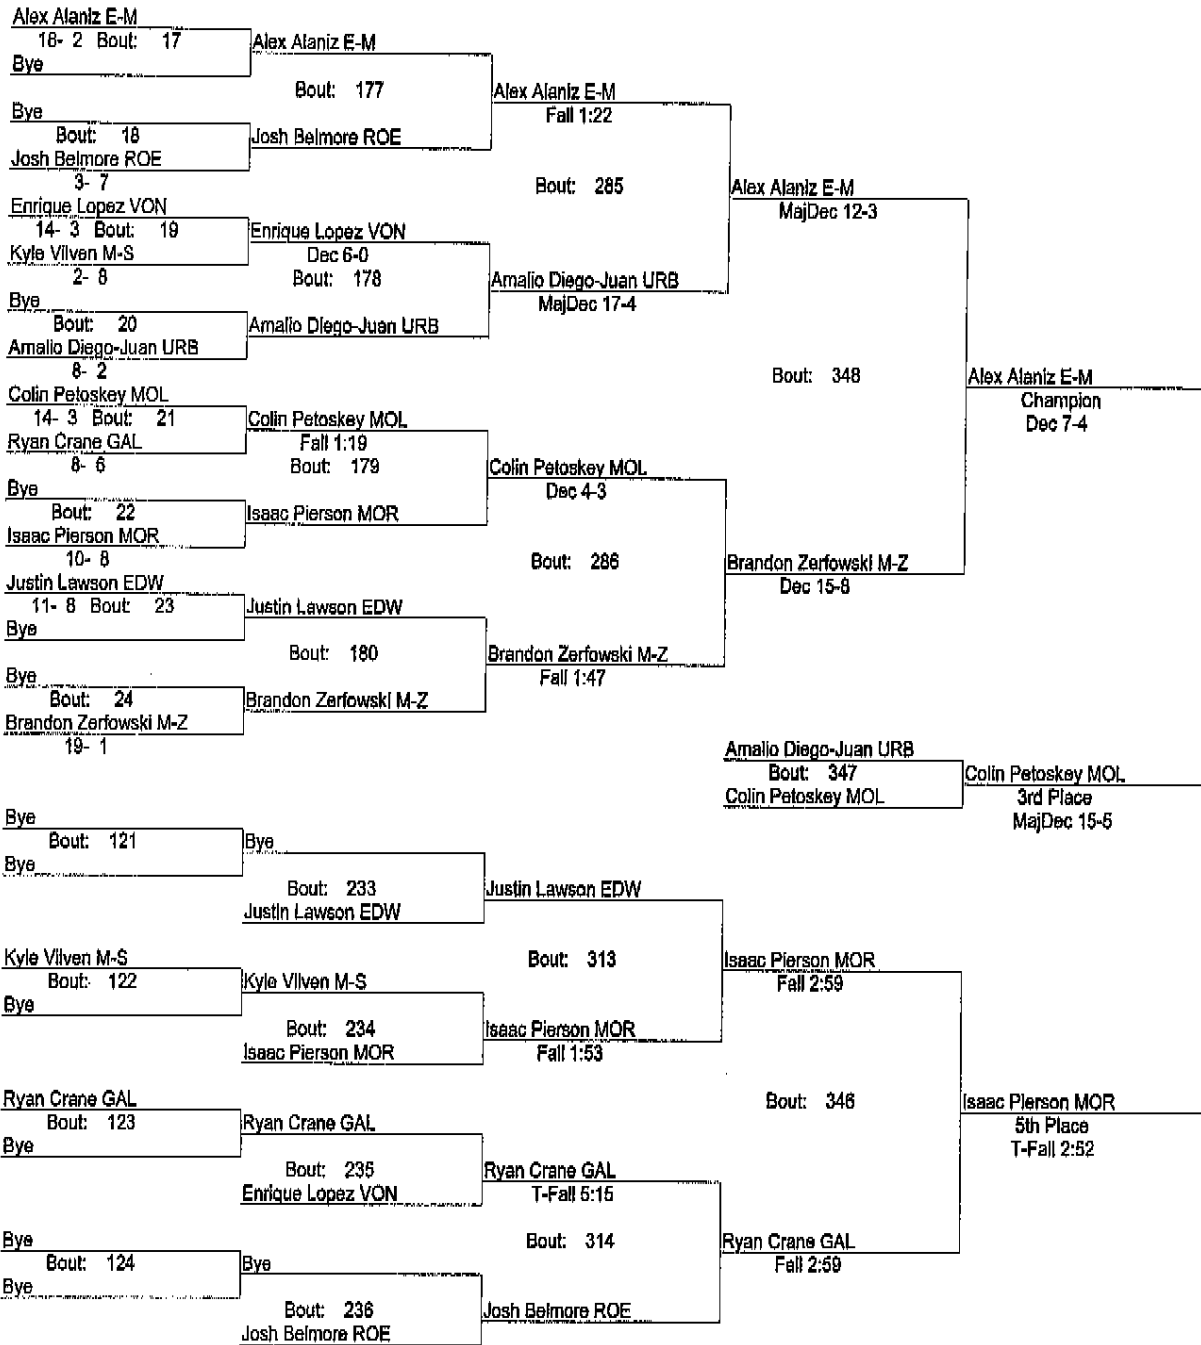 Alex Alaniz E-M
18- 2 Bout: 17
Bye
Alex Alaniz E-M
Bout: 177
Bye
Bout: 18
Josh Belmore ROE
3- 7
Josh Belmore ROE
Alex Alaniz E-M
Fall 1:22
Bout: 285
Enrique Lopez VON
14- 3 Bout: 19
Kyle Vilven M-S
2- 8
Enrique Lopez VON
Dec 6-0
Bout: 178
Bye
Bout: 20
Amalio Diego-Juan URB
8- 2
Amalio Diego-Juan URB
Amalio Diego-Juan URB
MajDec 17-4
Alex Alaniz E-M
MajDec 12-3
Bout: 348
Alex Alaniz E-M
Champion
Dec 7-4
Colin Petoskey MOL
14- 3 Bout: 21
Ryan Crane GAL
8- 6
Colin Petoskey MOL
Fall 1:19
Bout: 179
Bye
Bout: 22
Isaac Pierson MOR
10- 8
Isaac Pierson MOR
Colin Petoskey MOL
Dec 4-3
Bout: 286
Justin Lawson EDW
11- 8 Bout: 23
Bye
Justin Lawson EDW
Bout: 180
Bye
Bout: 24
Brandon Zerfowski M-Z
19- 1
Brandon Zerfowski M-Z
Brandon Zerfowski M-Z
Fall 1:47
Brandon Zerfowski M-Z
Dec 15-8
Amalio Diego-Juan URB
Bout: 347
Colin Petoskey MOL
Colin Petoskey MOL
3rd Place
MajDec 15-5
Bye
Bout: 121
Bye
Bye
Bout: 233
Justin Lawson EDW
Justin Lawson EDW
Bout: 313
Kyle Vilven M-S
Bout: 122
Bye
Kyle Vilven M-S
Bout: 234
Isaac Pierson MOR
Isaac Pierson MOR
Fall 1:53
Isaac Pierson MOR
Fall 2:59
Bout: 346
Isaac Pierson MOR
5th Place
T-Fall 2:52
Ryan Crane GAL
Bout: 123
Bye
Ryan Crane GAL
Bout: 235
Enrique Lopez VON
Ryan Crane GAL
T-Fall 5:15
Bout: 314
Ryan Crane GAL
Fall 2:59
Bye
Bout: 124
Bye
Bye
Bout: 236
Josh Belmore ROE
Josh Belmore ROE